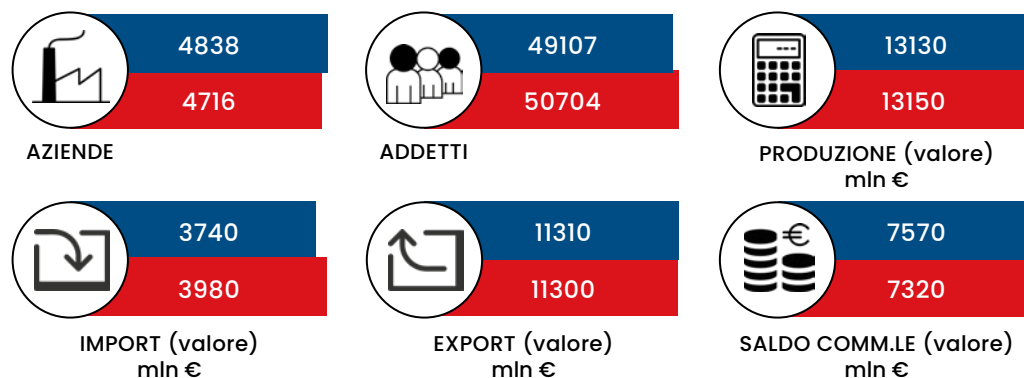 4838
4716
AZIENDE
49107
50704
ADDETTI
13130
13150
PRODUZIONE (valore)
mln €
3740
3980
IMPORT (valore)
mln €
11310
11300
EXPORT (valore)
mln €
€
7570
7320
SALDO COMM.LE (valore)
mln €